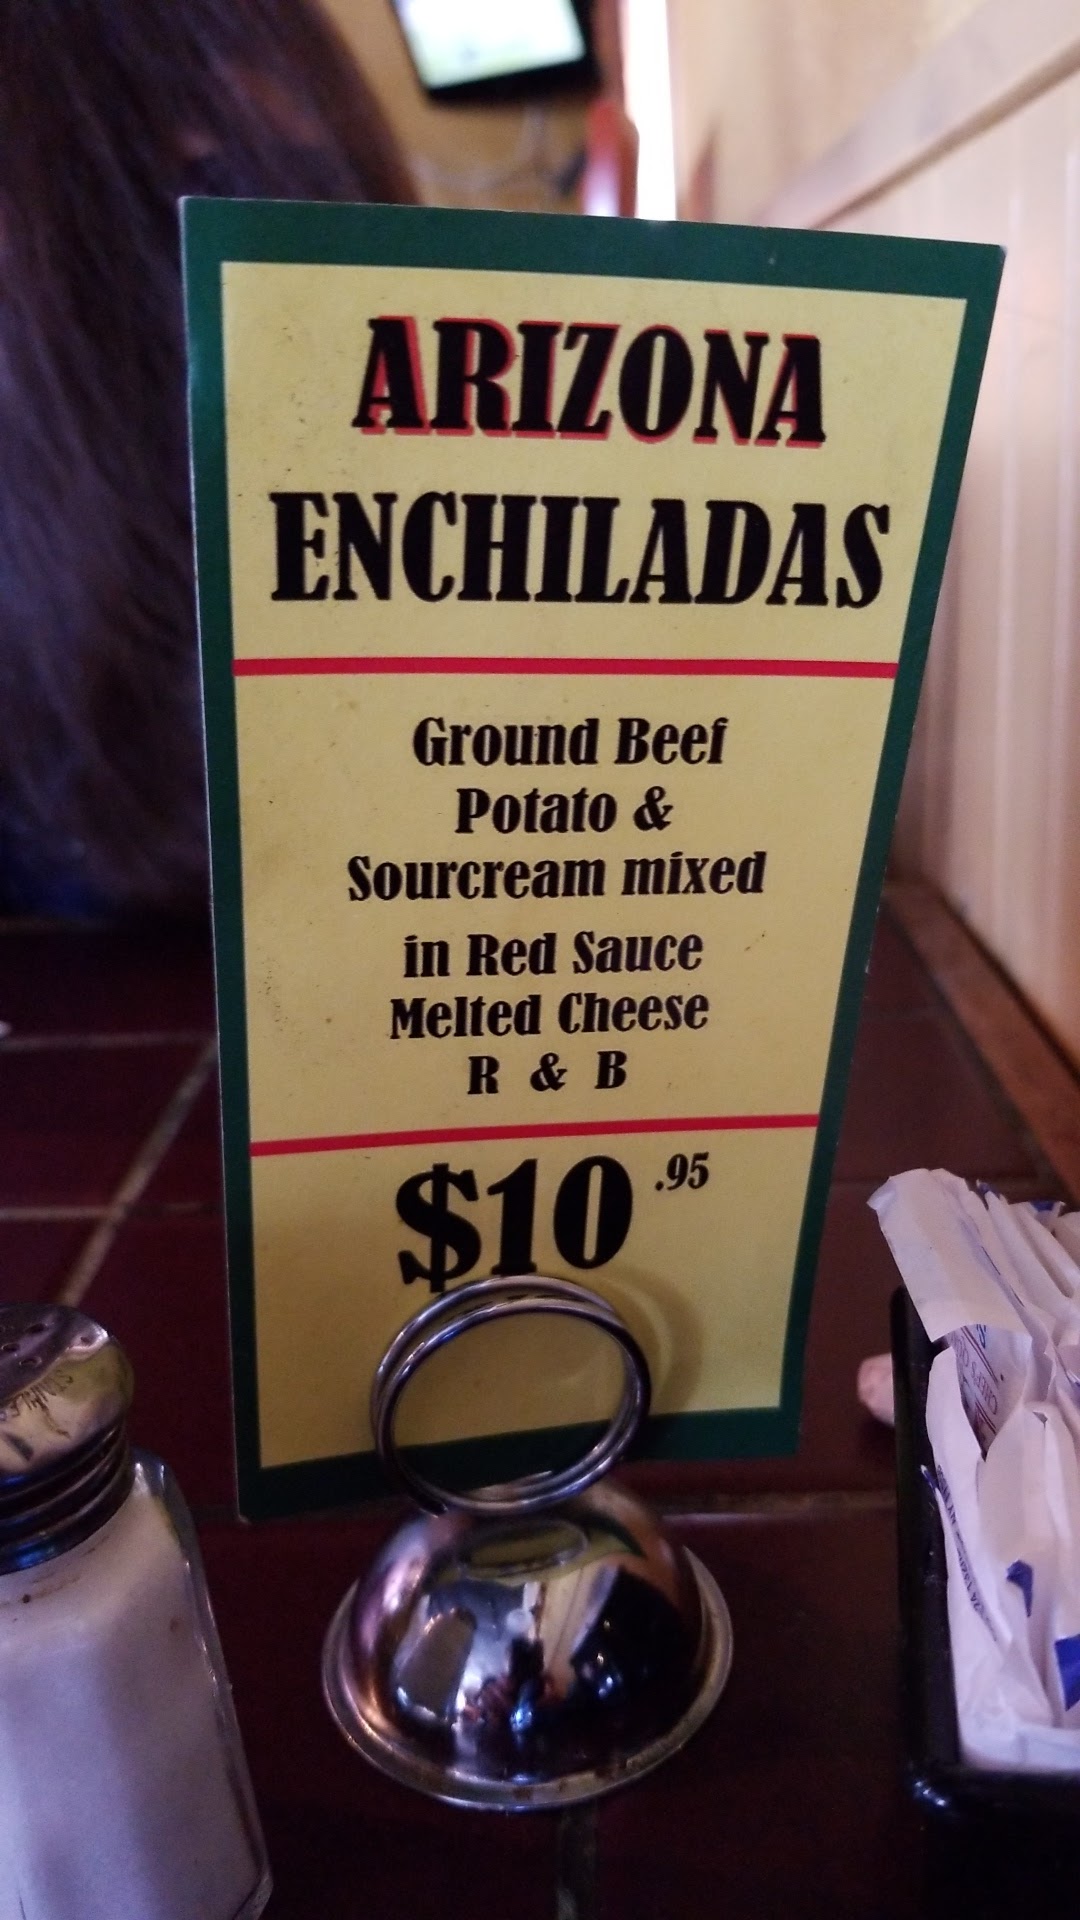 ARIZONA
ENCHILADAS
Ground Beef
Potato &
Sourcream mixed
in Red Sauce
Melted Cheese
R & B
$10 .95